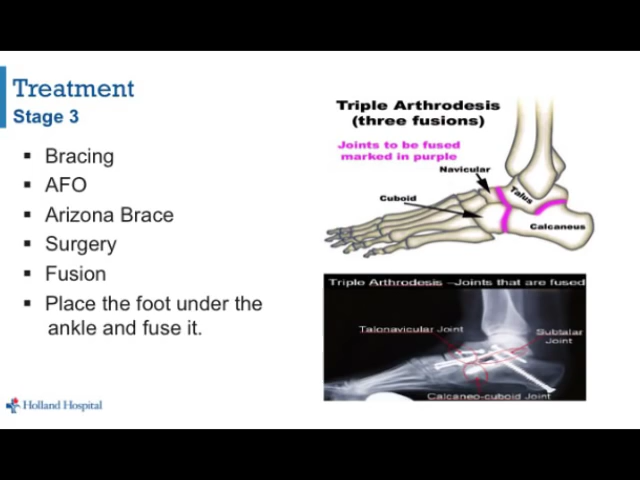 Treatment
Stage 3
▪ Bracing
▪ AFO
▪ Arizona Brace
▪ Surgery
▪ Fusion
▪ Place the foot under the
ankle and fuse it.
Holland Hospital
Triple Arthrodesis
(three fusions)
Joints to be fused
marked in purple
Navicular
Cuboid
Talus
Calcaneus
Triple Arthrodesis –Joints that are fused
Talonavicular Joint
Subtalar
Joint
Calcaneo-cuboid Joint